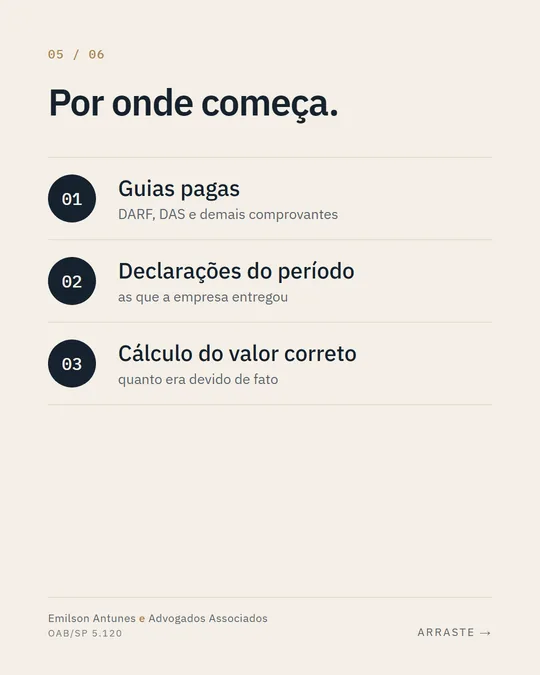 05 / 06
Por onde começa.
01
Guias pagas
DARF, DAS e demais comprovantes
02
Declarações do período
as que a empresa entregou
03
Cálculo do valor correto
quanto era devido de fato
Emilson Antunes e Advogados Associados
OAB/SP 5.120
ARRASTE →